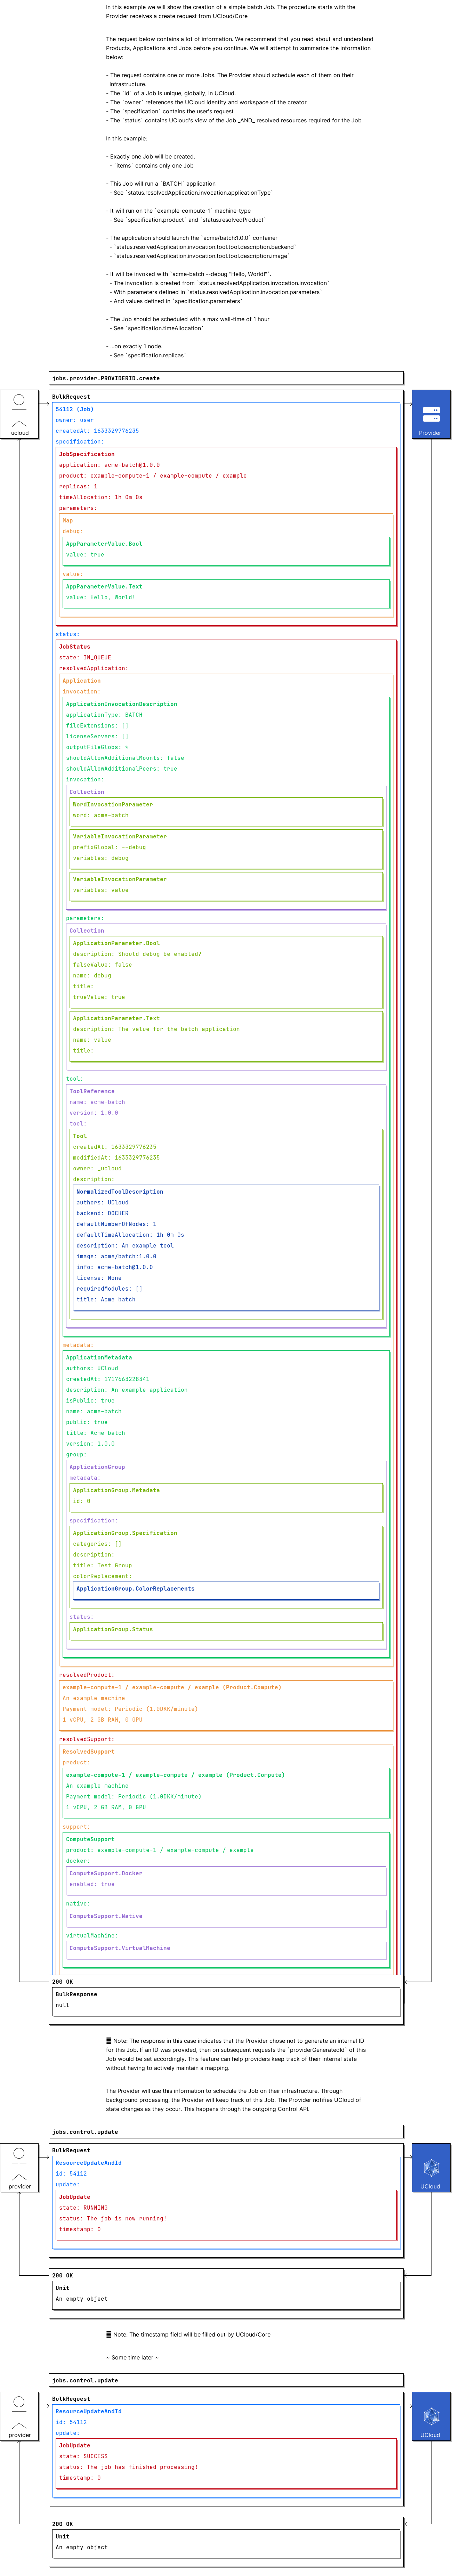 In this example we will show the creation of a simple batch Job. The procedure starts with the
Provider receives a create request from UCloud/Core
The request below contains a lot of information. We recommend that you read about and understand
Products, Applications and Jobs before you continue. We will attempt to summarize the information
below:
- The request contains one or more Jobs. The Provider should schedule each of them on their
infrastructure.
- The `id` of a Job is unique, globally, in UCloud.
- The `owner` references the UCloud identity and workspace of the creator
- The `specification` contains the user's request
- The `status` contains UCloud's view of the Job _AND_ resolved resources required for the Job
In this example:
- Exactly one Job will be created.
- `items` contains only one Job
- This Job will run a `BATCH` application
- See `status.resolvedApplication.invocation.applicationType`
- It will run on the `example-compute-1` machine-type
- See `specification.product` and `status.resolvedProduct`
- The application should launch the `acme/batch:1.0.0` container
- `status.resolvedApplication.invocation.tool.tool.description.backend`
- `status.resolvedApplication.invocation.tool.tool.description.image`
- It will be invoked with `acme-batch --debug "Hello, World!"`.
- The invocation is created from `status.resolvedApplication.invocation.invocation`
- With parameters defined in `status.resolvedApplication.invocation.parameters`
- And values defined in `specification.parameters`
- The Job should be scheduled with a max wall-time of 1 hour
- See `specification.timeAllocation`
- ...on exactly 1 node.
- See `specification.replicas`
jobs.provider.PROVIDERID.create
ucloud
Provider
BulkRequest
54112 (Job)
owner: user
createdAt: 1633329776235
specification:
JobSpecification
application: acme-batch@1.0.0
product: example-compute-1 / example-compute / example
replicas: 1
timeAllocation: 1h 0m 0s
parameters:
Map
debug:
AppParameterValue.Bool
value: true
value:
AppParameterValue.Text
value: Hello, World!
status:
JobStatus
state: IN_QUEUE
resolvedApplication:
Application
invocation:
ApplicationInvocationDescription
applicationType: BATCH
fileExtensions: []
licenseServers: []
outputFileGlobs: *
shouldAllowAdditionalMounts: false
shouldAllowAdditionalPeers: true
invocation:
Collection
WordInvocationParameter
word: acme-batch
VariableInvocationParameter
prefixGlobal: --debug
variables: debug
VariableInvocationParameter
variables: value
parameters:
Collection
ApplicationParameter.Bool
description: Should debug be enabled?
falseValue: false
name: debug
title:
trueValue: true
ApplicationParameter.Text
description: The value for the batch application
name: value
title:
tool:
ToolReference
name: acme-batch
version: 1.0.0
tool:
Tool
createdAt: 1633329776235
modifiedAt: 1633329776235
owner: _ucloud
description:
NormalizedToolDescription
authors: UCloud
backend: DOCKER
defaultNumberOfNodes: 1
defaultTimeAllocation: 1h 0m 0s
description: An example tool
image: acme/batch:1.0.0
info: acme-batch@1.0.0
license: None
requiredModules: []
title: Acme batch
metadata:
ApplicationMetadata
authors: UCloud
createdAt: 1717663228341
description: An example application
isPublic: true
name: acme-batch
public: true
title: Acme batch
version: 1.0.0
group:
ApplicationGroup
metadata:
ApplicationGroup.Metadata
id: 0
specification:
ApplicationGroup.Specification
categories: []
description:
title: Test Group
colorReplacement:
ApplicationGroup.ColorReplacements
status:
ApplicationGroup.Status
resolvedProduct:
example-compute-1 / example-compute / example (Product.Compute)
An example machine
Payment model: Periodic (1.0DKK/minute)
1 vCPU, 2 GB RAM, 0 GPU
resolvedSupport:
ResolvedSupport
product:
example-compute-1 / example-compute / example (Product.Compute)
An example machine
Payment model: Periodic (1.0DKK/minute)
1 vCPU, 2 GB RAM, 0 GPU
support:
ComputeSupport
product: example-compute-1 / example-compute / example
docker:
ComputeSupport.Docker
enabled: true
native:
ComputeSupport.Native
virtualMachine:
ComputeSupport.VirtualMachine
200 OK
BulkResponse
null
Note: The response in this case indicates that the Provider chose not to generate an internal ID
for this Job. If an ID was provided, then on subsequent requests the `providerGeneratedId` of this
Job would be set accordingly. This feature can help providers keep track of their internal state
without having to actively maintain a mapping.
The Provider will use this information to schedule the Job on their infrastructure. Through
background processing, the Provider will keep track of this Job. The Provider notifies UCloud of
state changes as they occur. This happens through the outgoing Control API.
jobs.control.update
provider
UCloud
BulkRequest
ResourceUpdateAndId
id: 54112
update:
JobUpdate
state: RUNNING
status: The job is now running!
timestamp: 0
200 OK
Unit
An empty object
Note: The timestamp field will be filled out by UCloud/Core
~ Some time later ~
jobs.control.update
provider
UCloud
BulkRequest
ResourceUpdateAndId
id: 54112
update:
JobUpdate
state: SUCCESS
status: The job has finished processing!
timestamp: 0
200 OK
Unit
An empty object